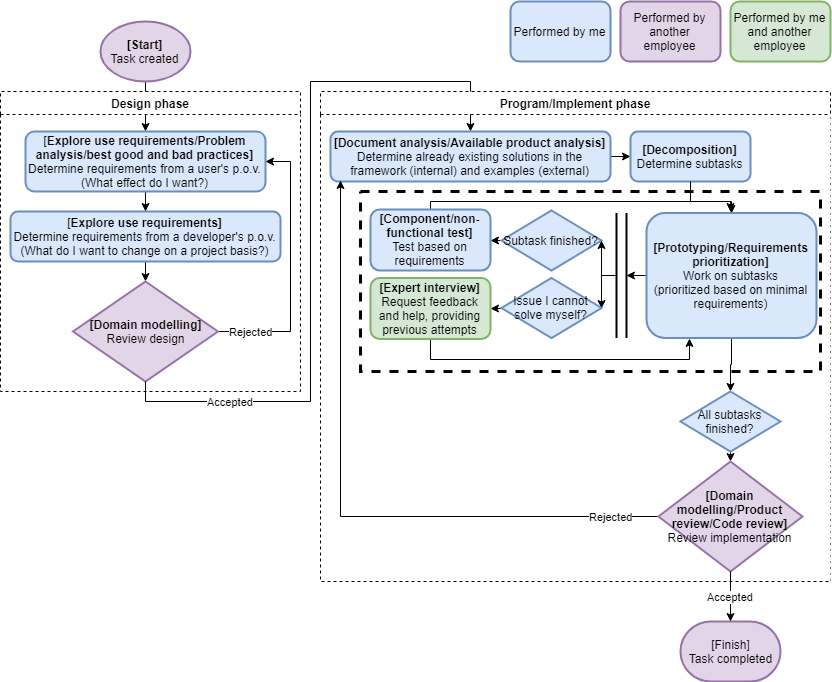 Performed by me
Performed by
another
employee
Performed by me
and another
employee
[Start]
Task created
Design phase
[Explore use requirements/Problem
analysis/best good and bad practices]
Determine requirements from a user's p.o.v.
(What effect do I want?)
[Explore use requirements]
Determine requirements from a developer's p.o.v.
(What do I want to change on a project basis?)
[Domain modelling]
Review design
Rejected
Accepted
Program/Implement phase
[Document analysis/Available product analysis]
Determine already existing solutions in the
framework (internal) and examples (external)
[Decomposition]
Determine subtasks
[Component/non-
functional test]
Test based on
requirements
Subtask finished?
[Prototyping/Requirements
prioritization]
Work on subtasks
(prioritized based on minimal
requirements)
[Expert interview]
Request feedback
and help, providing
previous attempts
Issue I cannot
solve myself?
All subtasks
finished?
[Domain
modelling/Product
review/Code review]
Review implementation
Rejected
Accepted
[Finish]
Task completed